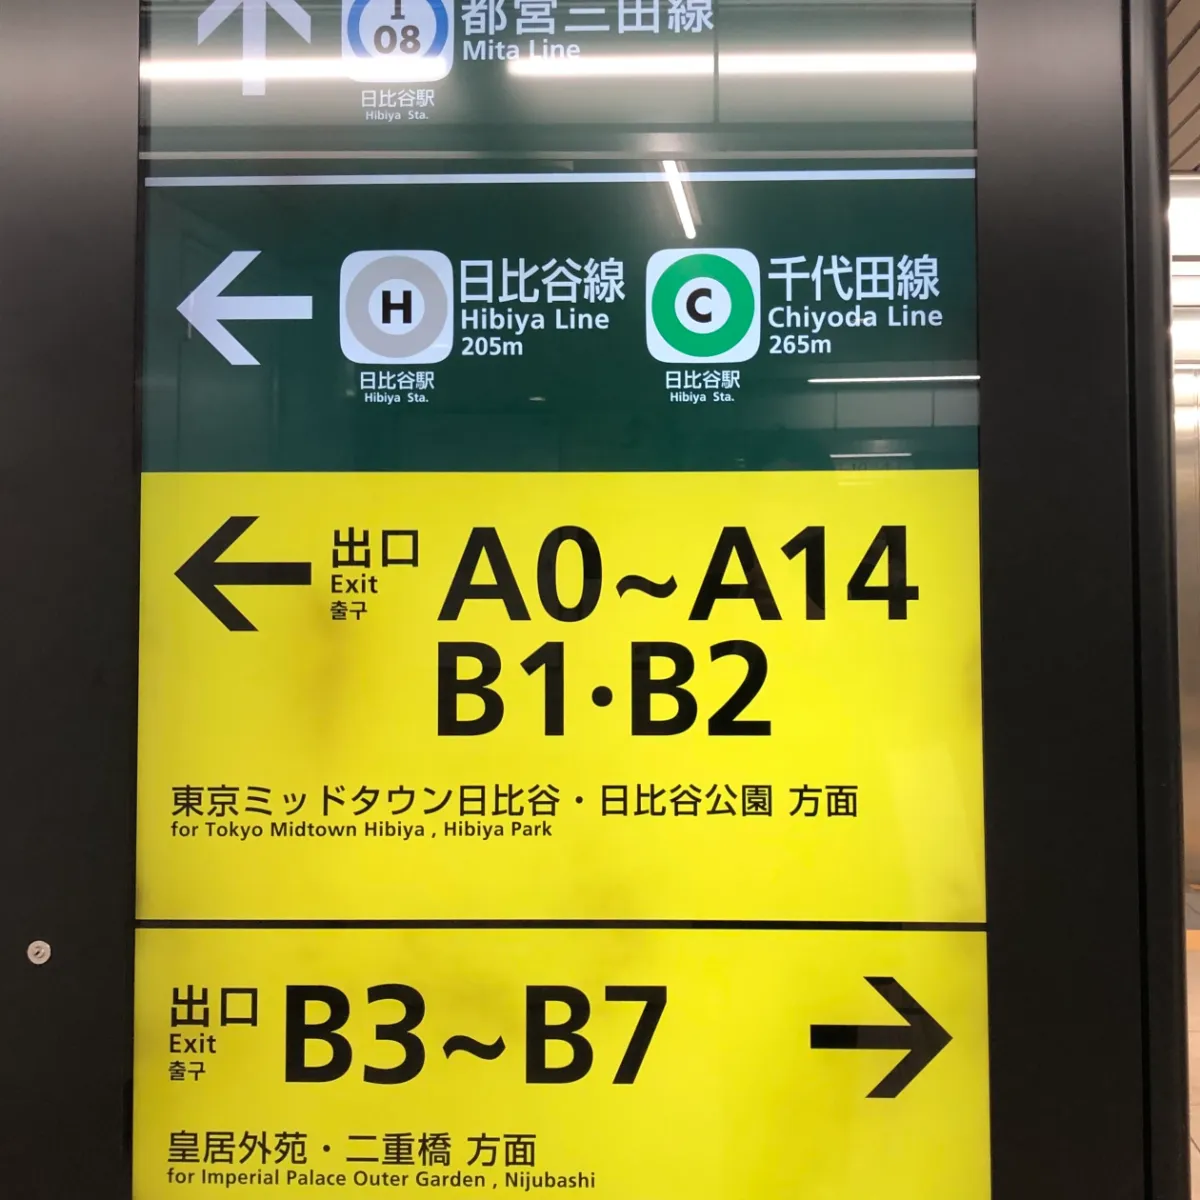 I
08
都営三田線
Mita Line
日比谷駅
Hibiya Sta.
H
日比谷線
Hibiya Line
205m
日比谷駅
Hibiya Sta.
C
千代田線
Chiyoda Line
265m
日比谷駅
Hibiya Sta.
出口
Exit
출구
A0~A14
B1·B2
東京ミッドタウン日比谷・日比谷公園 方面
for Tokyo Midtown Hibiya , Hibiya Park
出口
Exit
출구
B3~B7
皇居外苑・二重橋 方面
for Imperial Palace Outer Garden , Nijubashi